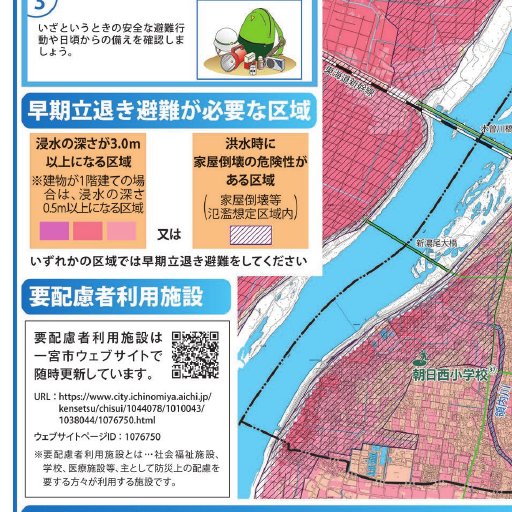 3
いざというときの安全な避難行
動や日頃からの備えを確認しま
しょう。
早期立退き避難が必要な区域
浸水の深さが3.0m
以上になる区域
※建物が1階建ての場
合は、浸水の深さ
0.5m以上になる区域
又は
洪水時に
家屋倒壊の危険性が
ある区域
(家屋倒壊等
氾濫想定区域内)
いずれかの区域では早期立退き避難をしてください
要配慮者利用施設
要配慮者利用施設は
一宮市ウェブサイトで
随時更新しています。
URL：https://www.city.ichinomiya.aichi.jp/
kensetsu/chisui/1044078/1010043/
1038044/1076750.html
ウェブサイトページID：1076750
※要配慮者利用施設とは…社会福祉施設、
学校、医療施設等、主として防災上の配慮を
要する方々が利用する施設です。
東海道新幹線
木曽川橋
新濃尾大橋
朝日西小学校